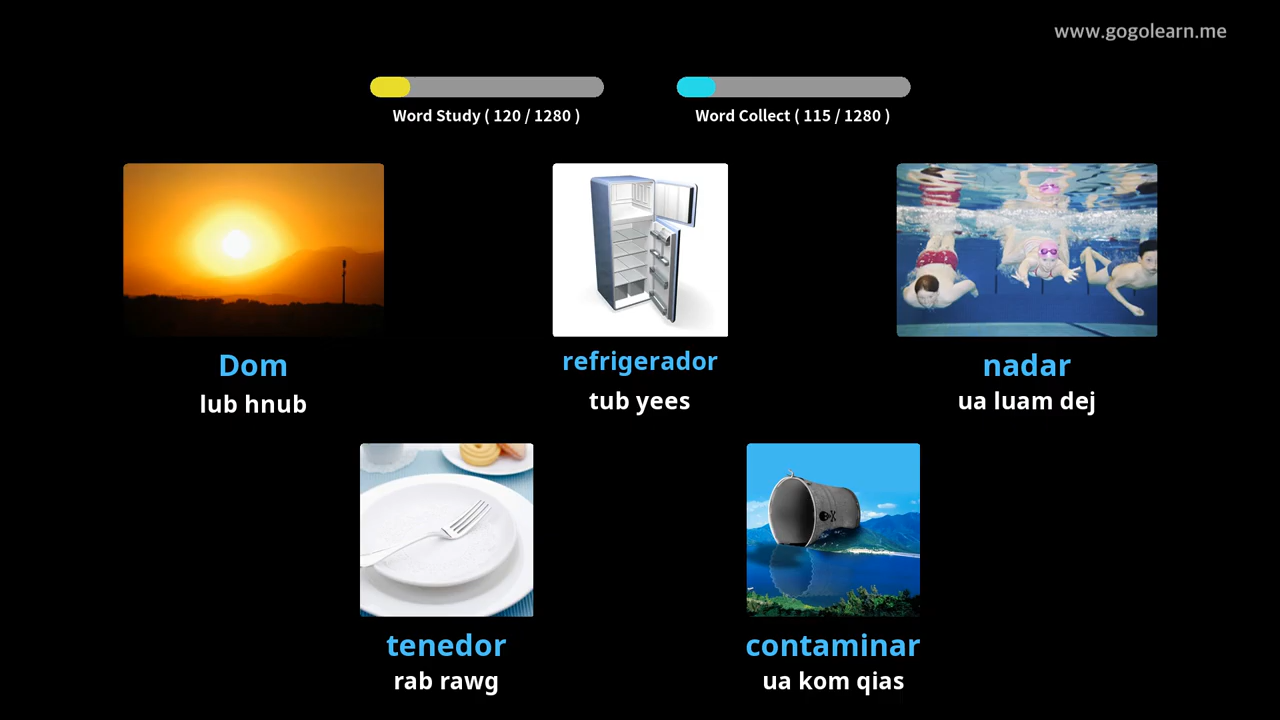 www.gogolearn.me
Word Study ( 120 / 1280 )
Word Collect ( 115 / 1280 )
Dom
lub hnub
refrigerador
tub yees
nadar
ua luam dej
tenedor
rab rawg
contaminar
ua kom qias